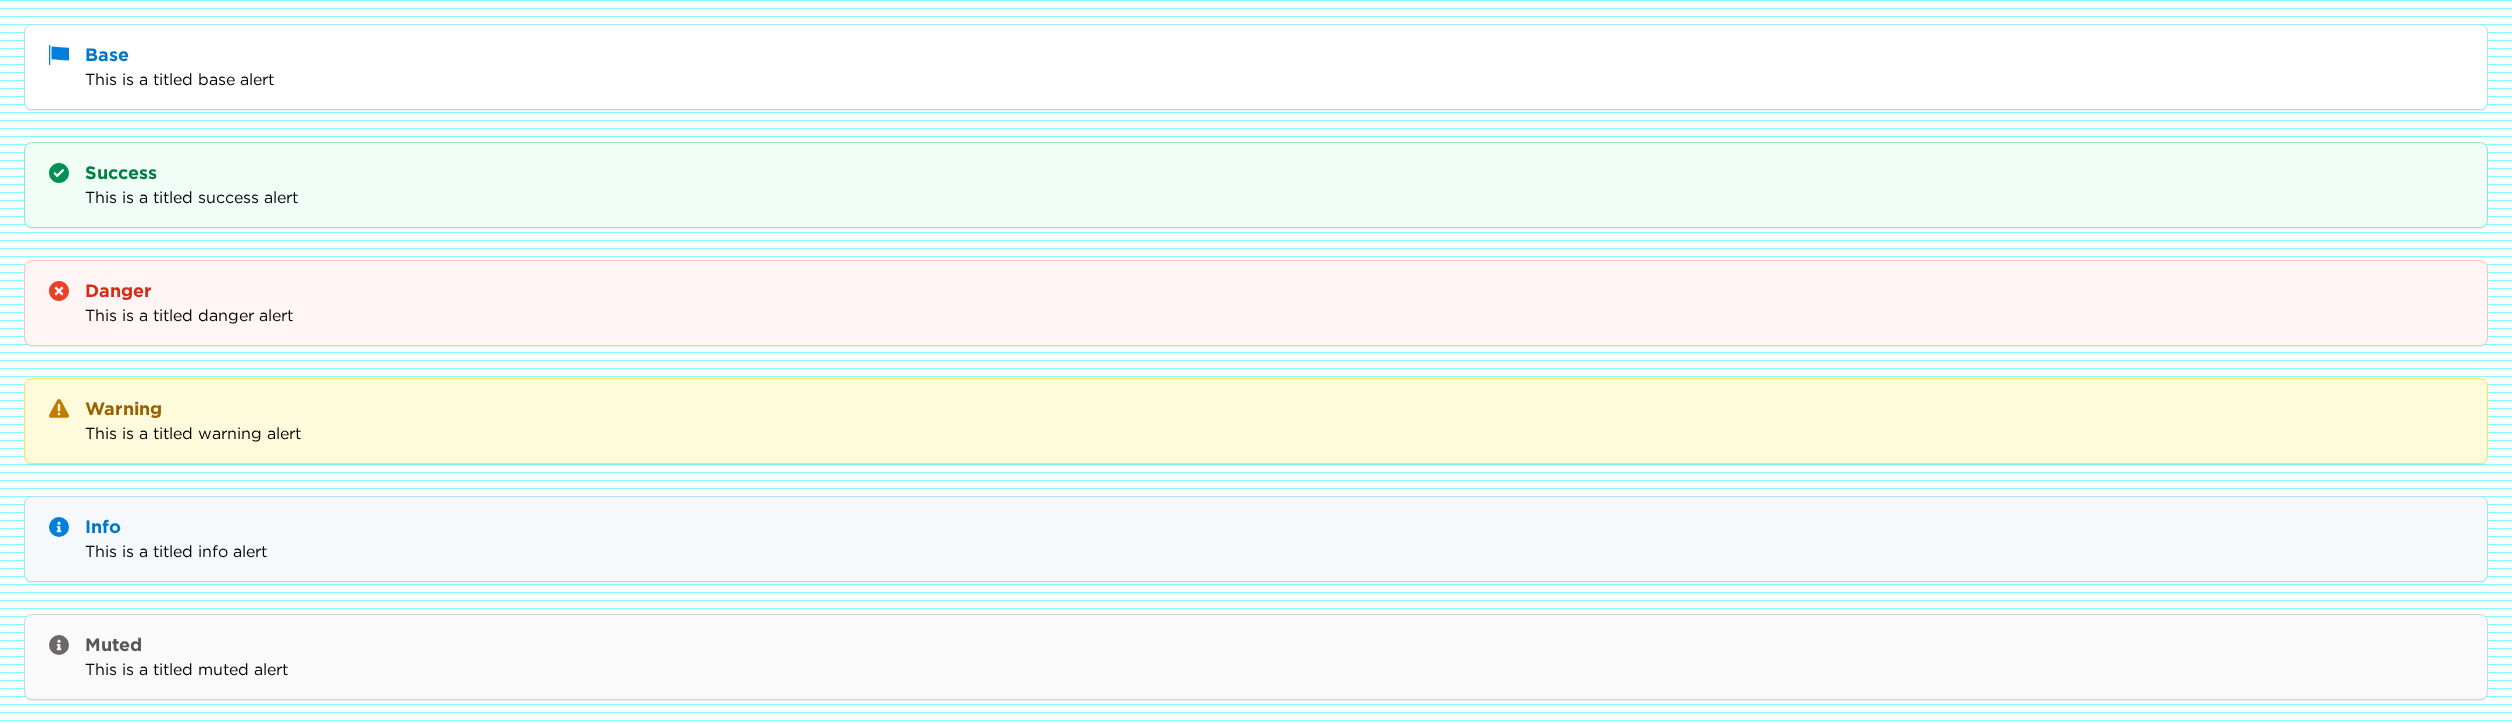 Base
This is a titled base alert
Success
This is a titled success alert
Danger
This is a titled danger alert
Warning
This is a titled warning alert
Info
This is a titled info alert
Muted
This is a titled muted alert